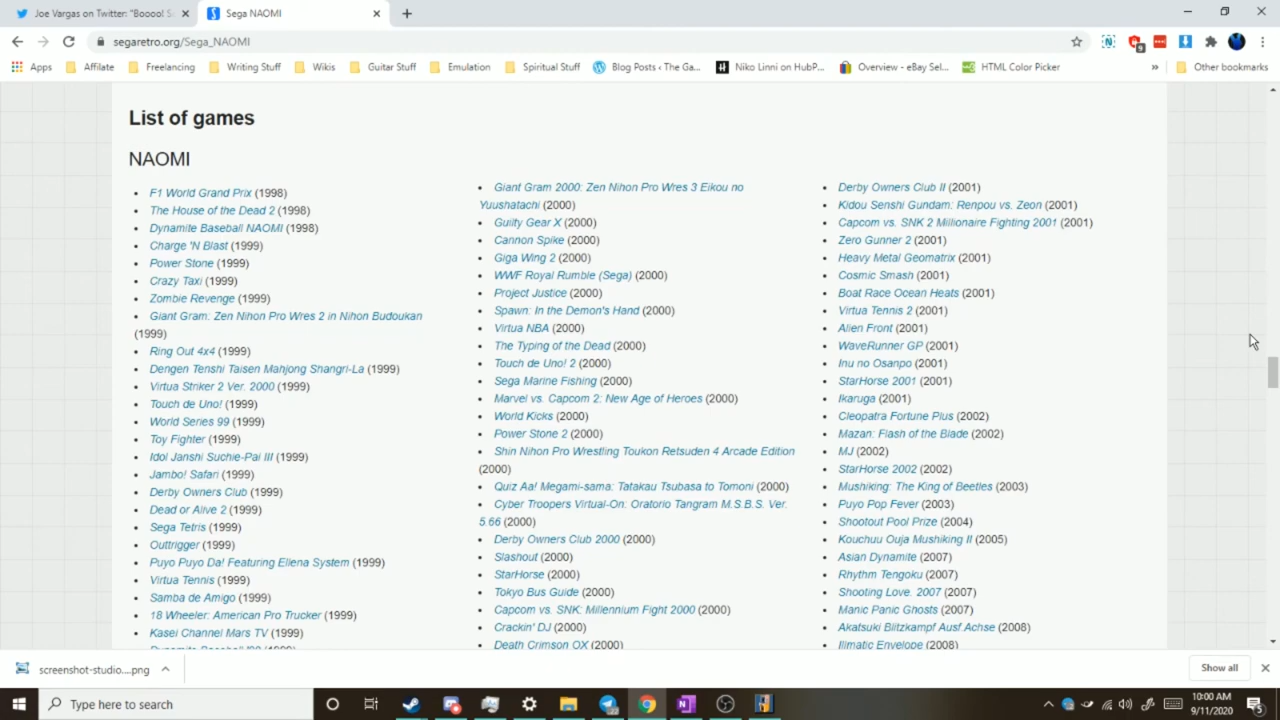 Joe Vargas on Twitter: "Boooo! S
Sega NAOMI
segaretro.org/Sega_NAOMI
9
Apps
Affilate
Freelancing
Writing Stuff
Wikis
Guitar Stuff
Emulation
Spiritual Stuff
Blog Posts ‹ The Ga...
Niko Linni on HubP...
Overview - eBay Sel...
HTML Color Picker
»
Other bookmarks
List of games
NAOMI
F1 World Grand Prix (1998)
The House of the Dead 2 (1998)
Dynamite Baseball NAOMI (1998)
Charge 'N Blast (1999)
Power Stone (1999)
Crazy Taxi (1999)
Zombie Revenge (1999)
Giant Gram: Zen Nihon Pro Wres 2 in Nihon Budoukan
(1999)
Ring Out 4x4 (1999)
Dengen Tenshi Taisen Mahjong Shangri-La (1999)
Virtua Striker 2 Ver. 2000 (1999)
Touch de Uno! (1999)
World Series 99 (1999)
Toy Fighter (1999)
Idol Janshi Suchie-Pai III (1999)
Jambo! Safari (1999)
Derby Owners Club (1999)
Dead or Alive 2 (1999)
Sega Tetris (1999)
Outtrigger (1999)
Puyo Puyo Da! Featuring Ellena System (1999)
Virtua Tennis (1999)
Samba de Amigo (1999)
18 Wheeler: American Pro Trucker (1999)
Kasei Channel Mars TV (1999)
Giant Gram 2000: Zen Nihon Pro Wres 3 Eikou no
Yuushatachi (2000)
Guilty Gear X (2000)
Cannon Spike (2000)
Giga Wing 2 (2000)
WWF Royal Rumble (Sega) (2000)
Project Justice (2000)
Spawn: In the Demon's Hand (2000)
Virtua NBA (2000)
The Typing of the Dead (2000)
Touch de Uno! 2 (2000)
Sega Marine Fishing (2000)
Marvel vs. Capcom 2: New Age of Heroes (2000)
World Kicks (2000)
Power Stone 2 (2000)
Shin Nihon Pro Wrestling Toukon Retsuden 4 Arcade Edition
(2000)
Quiz Aa! Megami-sama: Tatakau Tsubasa to Tomoni (2000)
Cyber Troopers Virtual-On: Oratorio Tangram M.S.B.S. Ver.
5.66 (2000)
Derby Owners Club 2000 (2000)
Slashout (2000)
StarHorse (2000)
Tokyo Bus Guide (2000)
Capcom vs. SNK: Millennium Fight 2000 (2000)
Crackin' DJ (2000)
Death Crimson OX (2000)
Derby Owners Club II (2001)
Kidou Senshi Gundam: Renpou vs. Zeon (2001)
Capcom vs. SNK 2 Millionaire Fighting 2001 (2001)
Zero Gunner 2 (2001)
Heavy Metal Geomatrix (2001)
Cosmic Smash (2001)
Boat Race Ocean Heats (2001)
Virtua Tennis 2 (2001)
Alien Front (2001)
WaveRunner GP (2001)
Inu no Osanpo (2001)
StarHorse 2001 (2001)
Ikaruga (2001)
Cleopatra Fortune Plus (2002)
Mazan: Flash of the Blade (2002)
MJ (2002)
StarHorse 2002 (2002)
Mushiking: The King of Beetles (2003)
Puyo Pop Fever (2003)
Shootout Pool Prize (2004)
Kouchuu Ouja Mushiking II (2005)
Asian Dynamite (2007)
Rhythm Tengoku (2007)
Shooting Love. 2007 (2007)
Manic Panic Ghosts (2007)
Akatsuki Blitzkampf Ausf.Achse (2008)
Illmatic Envelope (2008)
screenshot-studio....png
Show all
Type here to search
10:00 AM
9/11/2020
5